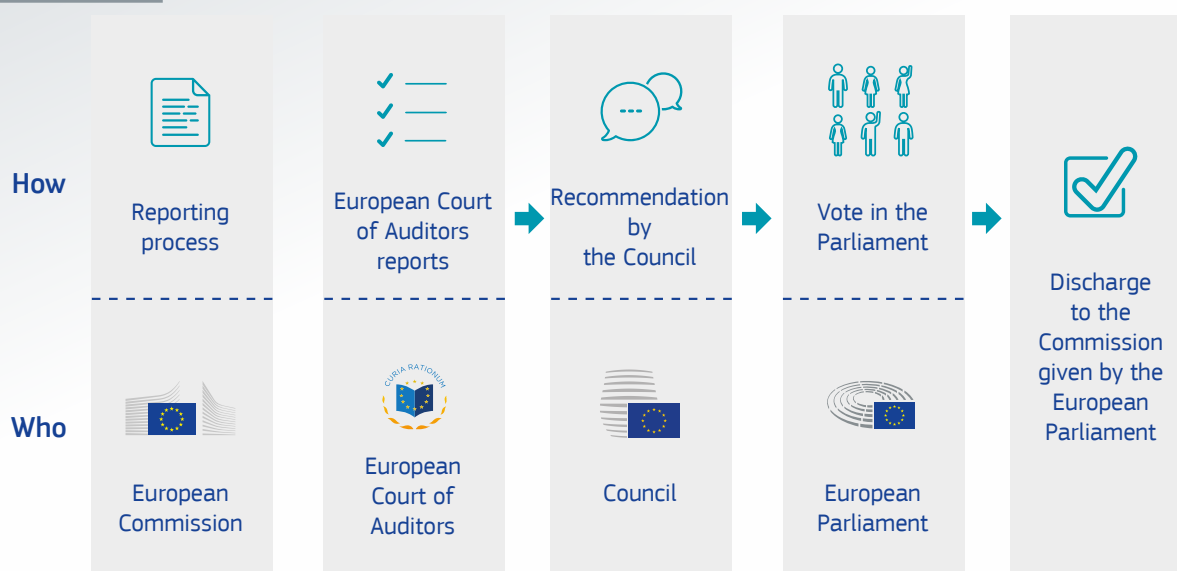 How
Reporting
process
European Court
of Auditors
reports
Recommendation
by
the Council
Vote in the
Parliament
Discharge
to the
Commission
given by the
European
Parliament
Who
European
Commission
CURIA RATIONUM
European
Court of
Auditors
Council
European
Parliament